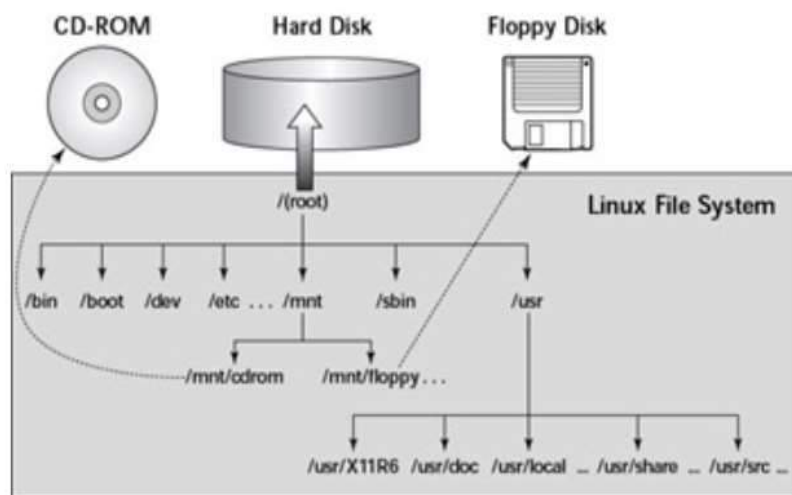 CD-ROM Hard Disk Floppy Disk
/(root)
Linux File System
/bin /boot /dev /etc ... /mnt /sbin /usr
/mnt/cdrom /mnt/floppy...
/usr/X11R6 /usr/doc /usr/local ... /usr/share ... /usr/src ...